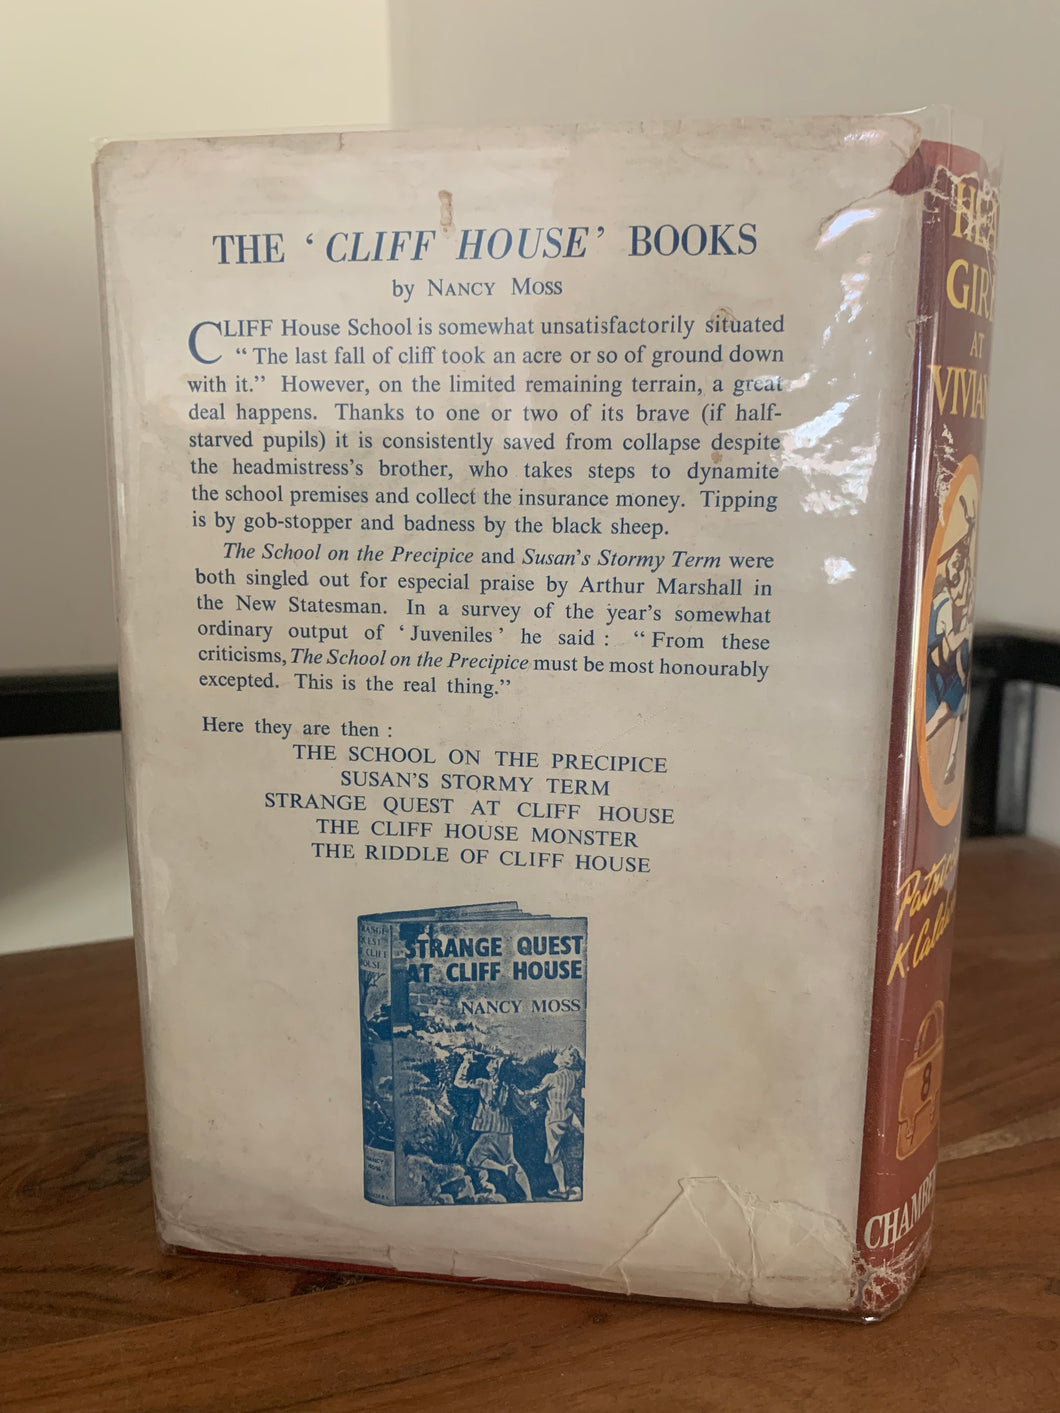 THE ‘CLIFF HOUSE’ BOOKS
by NANCY MOSS
CLIFF House School is somewhat unsatisfactorily situated
“ The last fall of cliff took an acre or so of ground down
with it.” However, on the limited remaining terrain, a great
deal happens. Thanks to one or two of its brave (if half-
starved pupils) it is consistently saved from collapse despite
the headmistress’s brother, who takes steps to dynamite
the school premises and collect the insurance money. Tipping
is by gob-stopper and badness by the black sheep.
The School on the Precipice and Susan’s Stormy Term were
both singled out for especial praise by Arthur Marshall in
the New Statesman. In a survey of the year’s somewhat
ordinary output of ‘ Juveniles ’ he said : “ From these
criticisms, The School on the Precipice must be most honourably
excepted. This is the real thing.”
Here they are then :
THE SCHOOL ON THE PRECIPICE
SUSAN’S STORMY TERM
STRANGE QUEST AT CLIFF HOUSE
THE CLIFF HOUSE MONSTER
THE RIDDLE OF CLIFF HOUSE
STRANGE QUEST
AT CLIFF HOUSE
NANCY MOSS
NANCY
MOSS
GIR
AT
K.
8